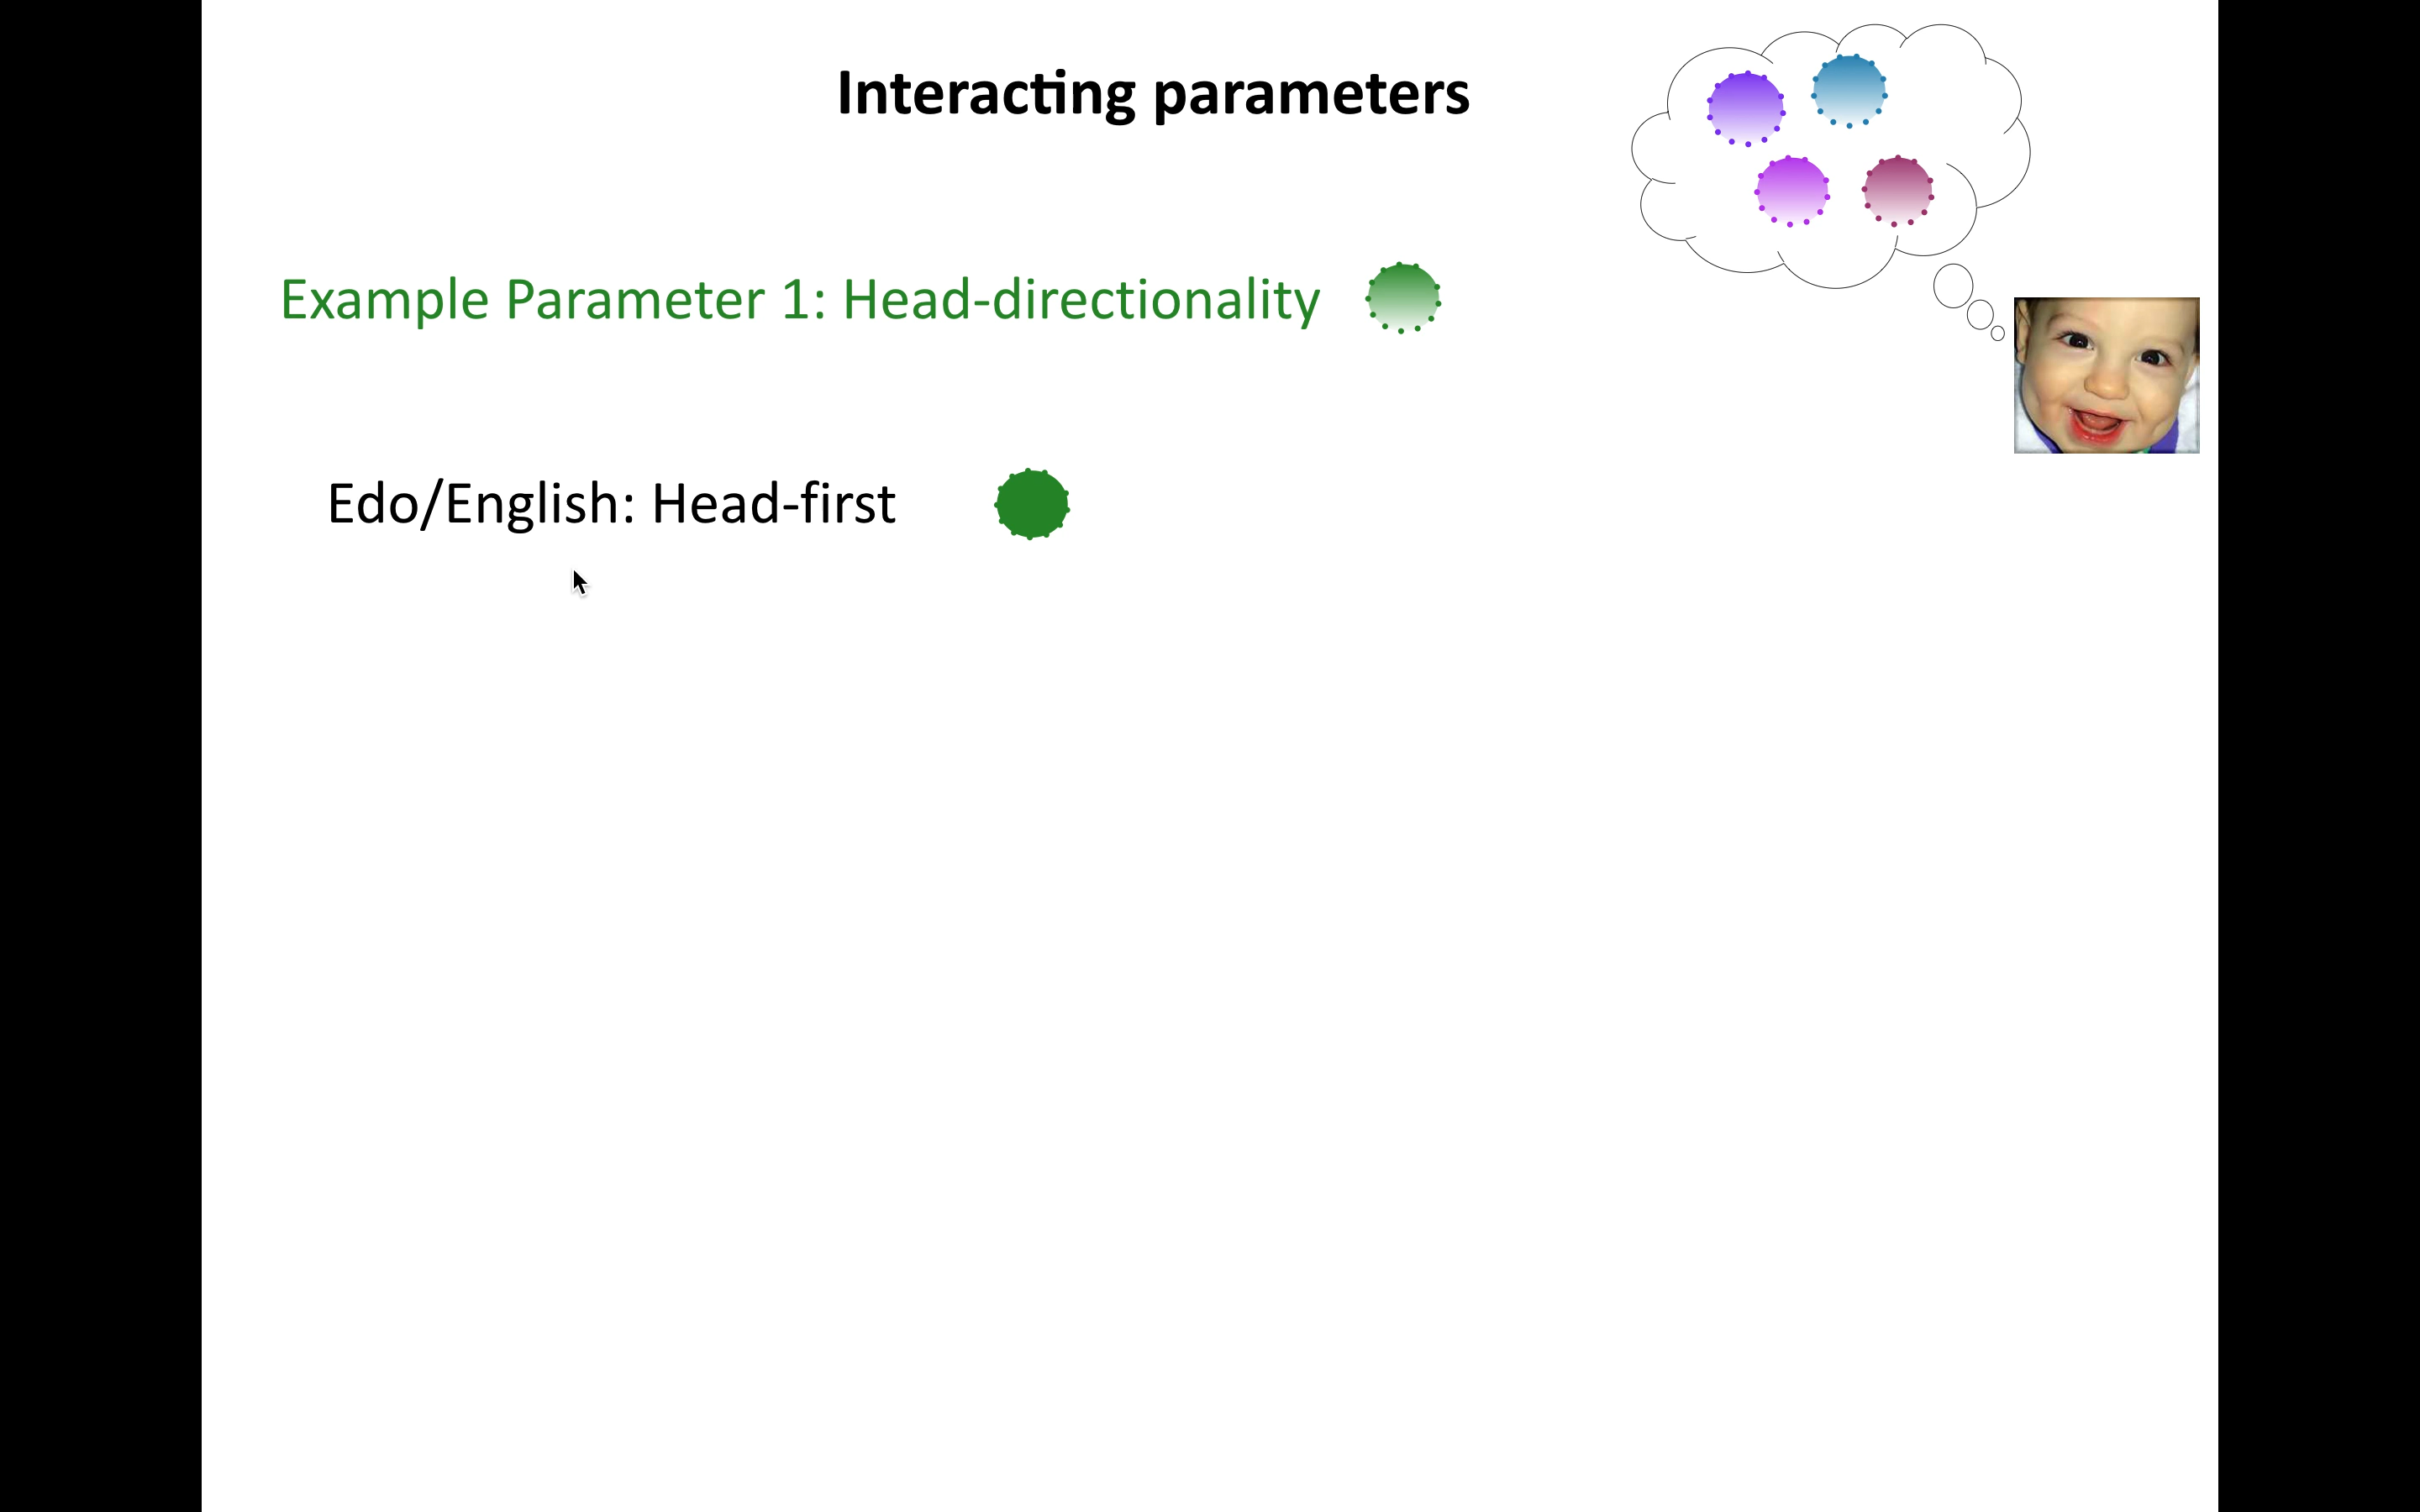 Interacting parameters
Example Parameter 1: Head-directionality
Edo/English: Head-first